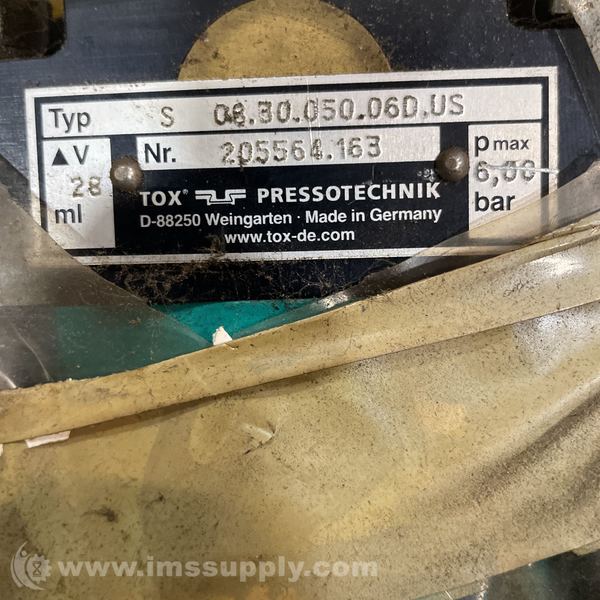 Typ S 08.30.050.06D.US
▲V Nr. 205564.163 pmax
28 ml 6,00 bar
TOX® PRESSOTECHNIK
D-88250 Weingarten · Made in Germany
www.tox-de.com
www.imssupply.com